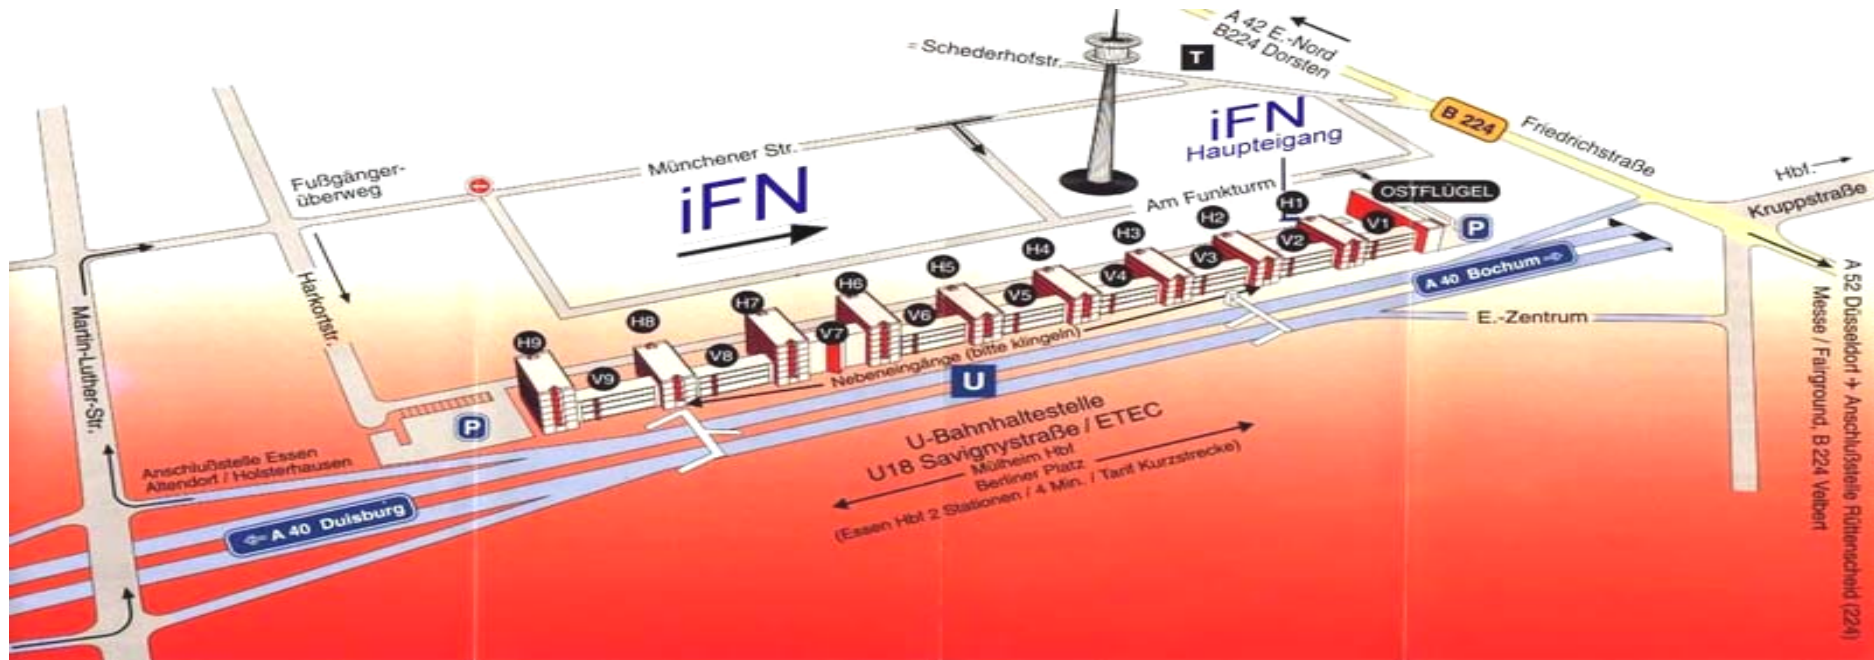 A 42 E.-Nord
B224 Dorsten
= Schederhofstr.
T
B 224
Friedrichstraße
Hbf.
Kruppstraße
iFN
Haupteigang
Münchener Str.
Fußgänger-
überweg
iFN
Am Funkturm
OSTFLÜGEL
P
H1
H2
H3
H4
H5
H6
H7
H8
H9
V1
V2
V3
V4
V5
V6
V7
V8
V9
Harkortstr.
Martin-Luther-Str.
A 40 Bochum
E.-Zentrum
Nebeneingänge (bitte klingeln)
U
P
U-Bahnhaltestelle
U18 Savignystraße / ETEC
Mülheim Hbf
Berliner Platz
(Essen Hbf 2 Stationen / 4 Min. / Tarif Kurzstrecke)
Anschlußstelle Essen
Altendorf / Holsterhausen
A 40 Duisburg
A 52 Düsseldorf → Anschlußstelle Rüttenscheid (224)
Messe / Fairground, B 224 Velbert